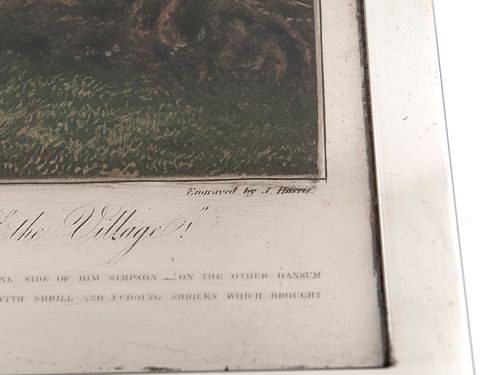 Engraved by J. Harris.
the Village!"
NE SIDE OF HIM SIMPSON — ON THE OTHER HANSUM
WITH SHRILL AND ECHOING SHRIEKS WHICH BROUGHT